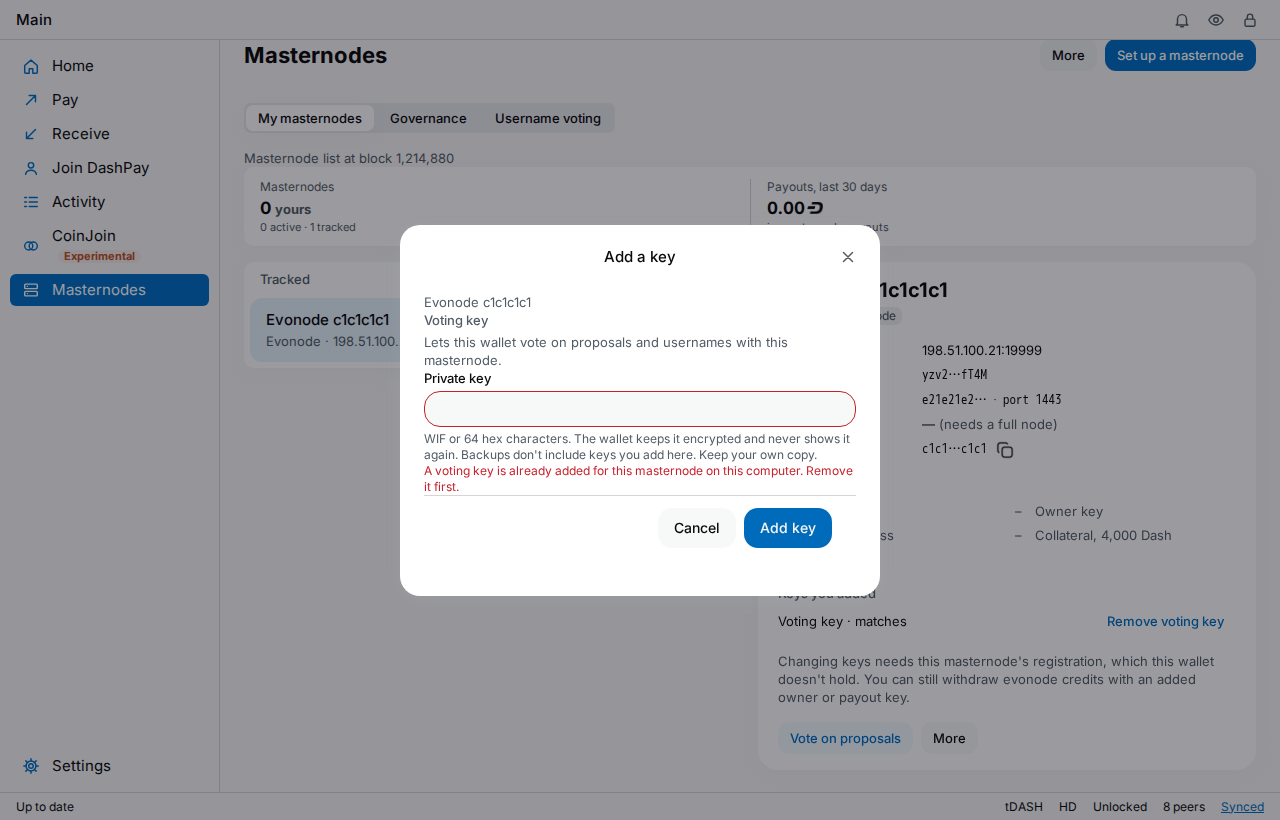 Main
Home
Pay
Receive
Join DashPay
Activity
CoinJoin
Experimental
Masternodes
Settings
Masternodes
More
Set up a masternode
My masternodes
Governance
Username voting
Masternode list at block 1,214,880
Masternodes
0 yours
0 active · 1 tracked
Payouts, last 30 days
0.00
Tracked
Evonode c1c1c1c1
Evonode · 198.51.100.
1c1c1c1
198.51.100.21:19999
yzv2···fT4M
e21e21e2··· · port 1443
— (needs a full node)
c1c1···c1c1
– Owner key
– Collateral, 4,000 Dash
Voting key · matches
Remove voting key
Changing keys needs this masternode's registration, which this wallet
doesn't hold. You can still withdraw evonode credits with an added
owner or payout key.
Vote on proposals
More
Add a key
Evonode c1c1c1c1
Voting key
Lets this wallet vote on proposals and usernames with this
masternode.
Private key
WIF or 64 hex characters. The wallet keeps it encrypted and never shows it
again. Backups don't include keys you add here. Keep your own copy.
A voting key is already added for this masternode on this computer. Remove
it first.
Cancel
Add key
Up to date
tDASH
HD
Unlocked
8 peers
Synced